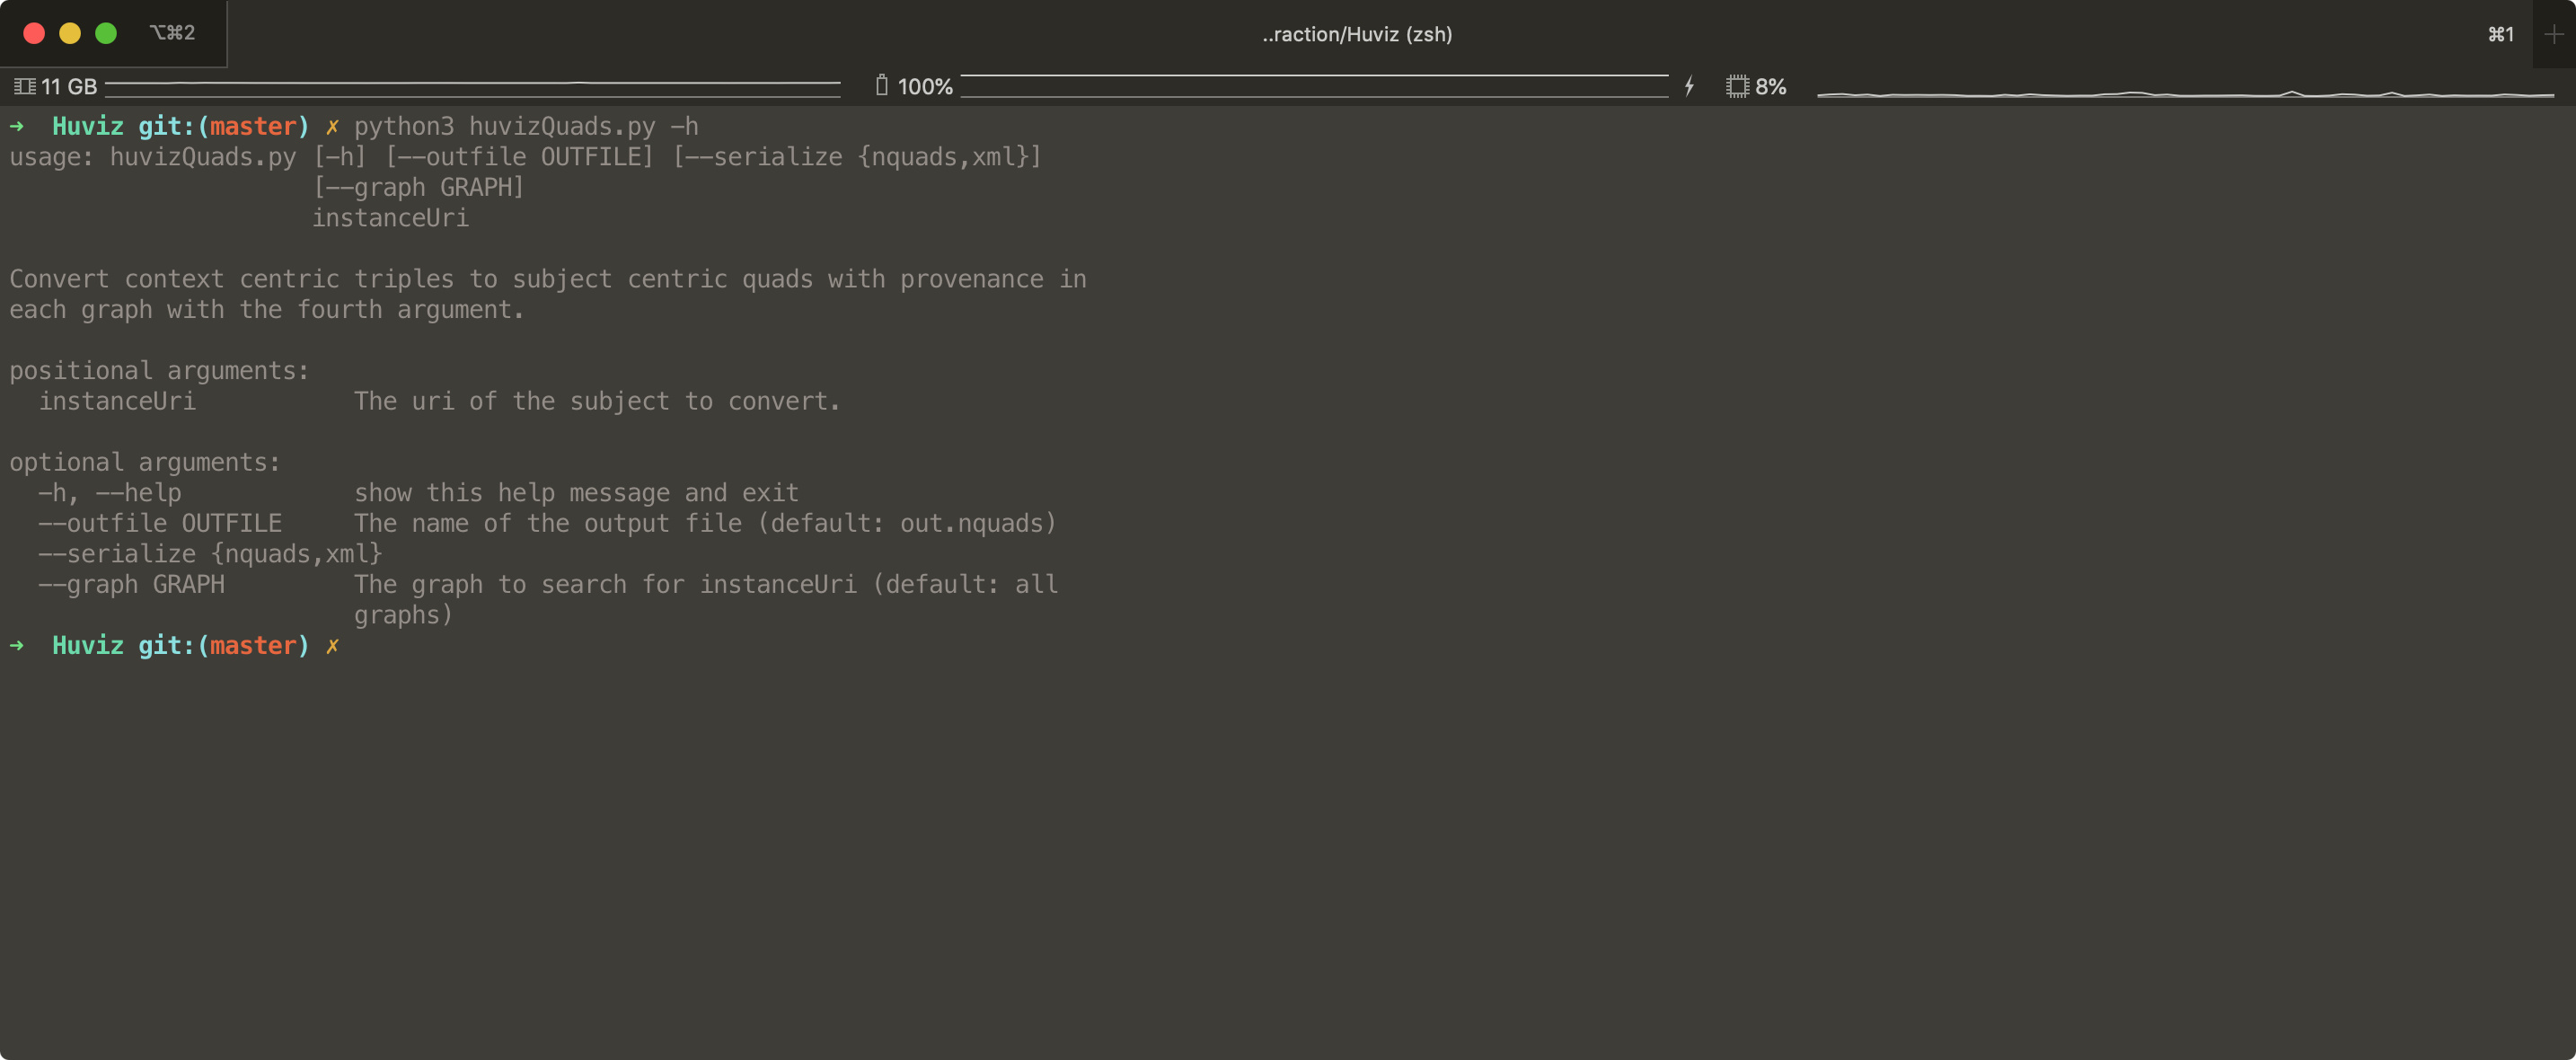 ⌥⌘2 ..raction/Huviz (zsh) ⌘1
11 GB 100% 8%
➜ Huviz git:(master) ✗ python3 huvizQuads.py -h
usage: huvizQuads.py [-h] [--outfile OUTFILE] [--serialize {nquads,xml}]
[--graph GRAPH]
instanceUri
Convert context centric triples to subject centric quads with provenance in
each graph with the fourth argument.
positional arguments:
instanceUri The uri of the subject to convert.
optional arguments:
-h, --help show this help message and exit
--outfile OUTFILE The name of the output file (default: out.nquads)
--serialize {nquads,xml}
--graph GRAPH The graph to search for instanceUri (default: all
graphs)
➜ Huviz git:(master) ✗